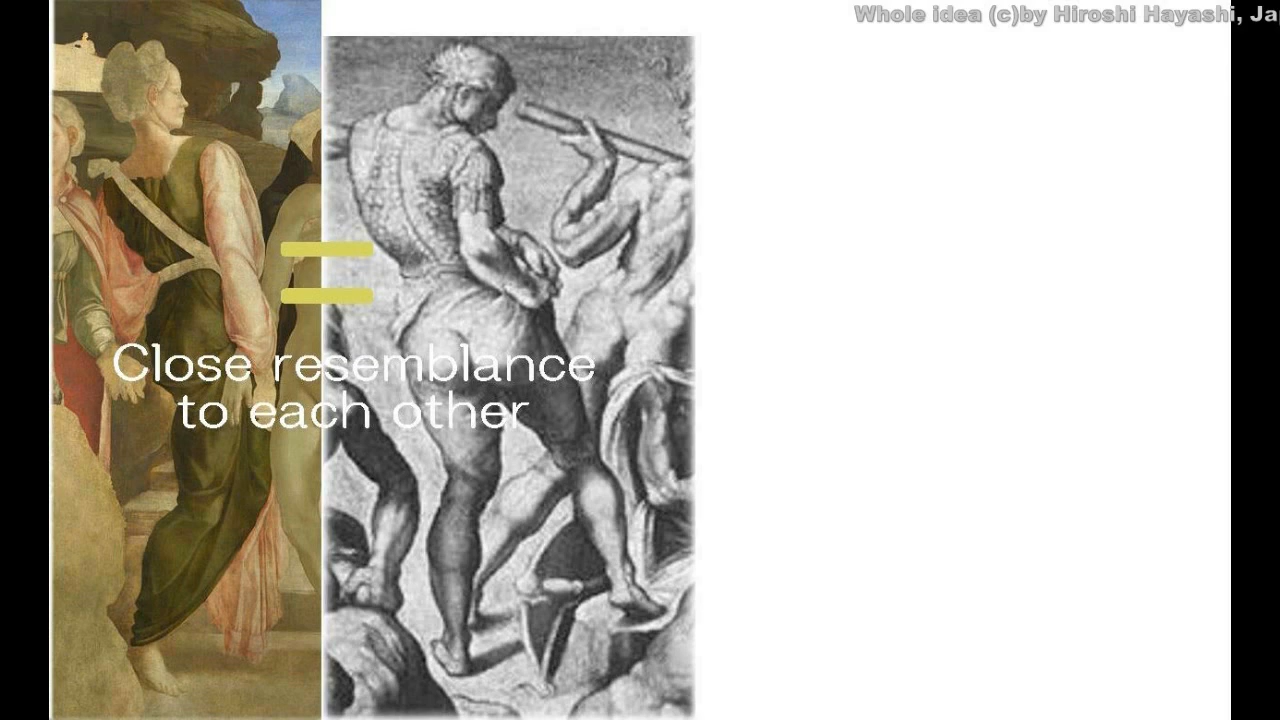 Whole idea (c)by Hiroshi Hayashi, Ja
Close resemblance
to each other